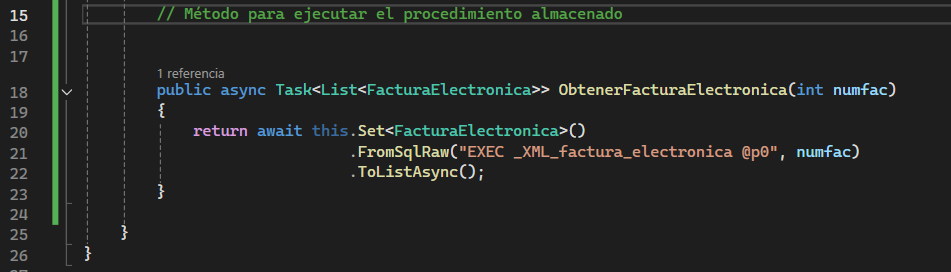 15 // Método para ejecutar el procedimiento almacenado
16
17
1 referencia
18 public async Task<List<FacturaElectronica>> ObtenerFacturaElectronica(int numfac)
19 {
20 return await this.Set<FacturaElectronica>()
21 .FromSqlRaw("EXEC _XML_factura_electronica @p0", numfac)
22 .ToListAsync();
23 }
24
25 }
26 }